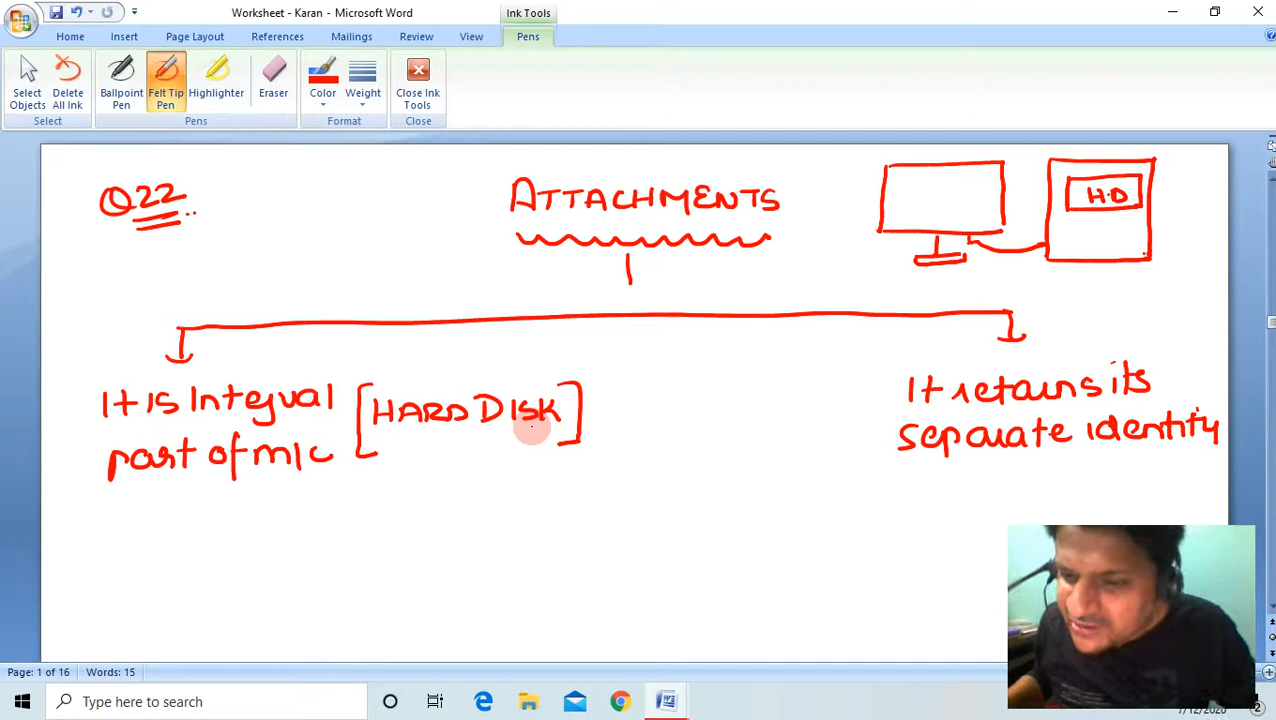 Worksheet - Karan - Microsoft Word
Ink Tools
Home Insert Page Layout References Mailings Review View Pens
Select Objects
Delete All Ink
Ballpoint Pen
Felt Tip Pen
Highlighter
Eraser
Color
Weight
Close Ink Tools
Select Pens Format Close
Q22
ATTACHMENTS
H.D
It is Integral
part of m/c
[HARD DISK]
It retains its
separate identity
Page: 1 of 16 Words: 15
Type here to search
2